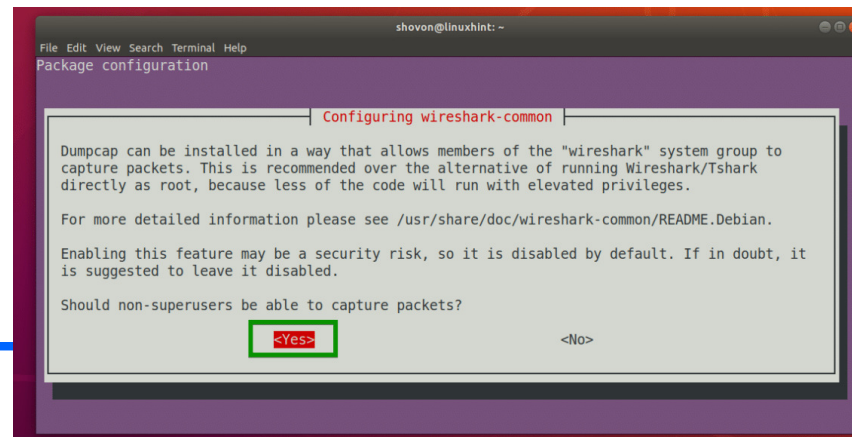 shovon@linuxhint: ~
File Edit View Search Terminal Help
Package configuration
Configuring wireshark-common
Dumpcap can be installed in a way that allows members of the "wireshark" system group to
capture packets. This is recommended over the alternative of running Wireshark/Tshark
directly as root, because less of the code will run with elevated privileges.
For more detailed information please see /usr/share/doc/wireshark-common/README.Debian.
Enabling this feature may be a security risk, so it is disabled by default. If in doubt, it
is suggested to leave it disabled.
Should non-superusers be able to capture packets?
<Yes> <No>